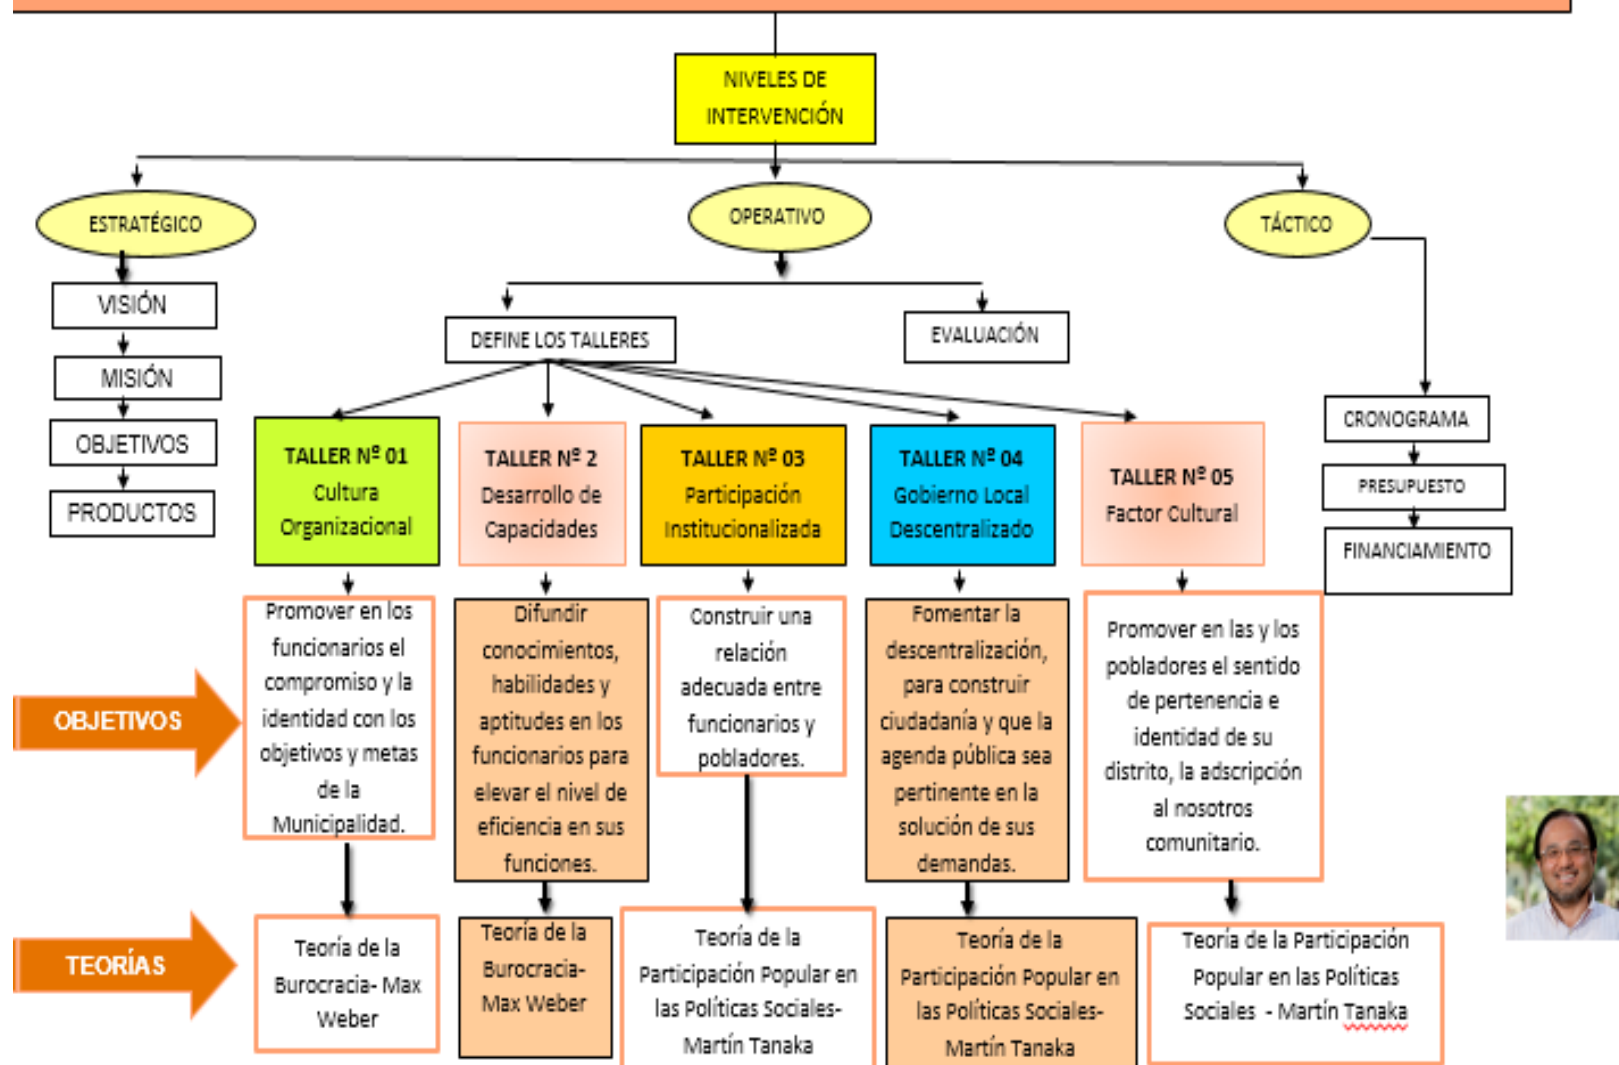 NIVELES DE
INTERVENCIÓN
ESTRATÉGICO
OPERATIVO
TÁCTICO
VISIÓN
MISIÓN
OBJETIVOS
PRODUCTOS
DEFINE LOS TALLERES
EVALUACIÓN
CRONOGRAMA
PRESUPUESTO
FINANCIAMIENTO
TALLER Nº 01
Cultura
Organizacional
TALLER Nº 2
Desarrollo de
Capacidades
TALLER Nº 03
Participación
Institucionalizada
TALLER Nº 04
Gobierno Local
Descentralizado
TALLER Nº 05
Factor Cultural
OBJETIVOS
Promover en los
funcionarios el
compromiso y la
identidad con los
objetivos y metas
de la
Municipalidad.
Difundir
conocimientos,
habilidades y
aptitudes en los
funcionarios para
elevar el nivel de
eficiencia en sus
funciones.
Construir una
relación
adecuada entre
funcionarios y
pobladores.
Fomentar la
descentralización,
para construir
ciudadanía y que la
agenda pública sea
pertinente en la
solución de sus
demandas.
Promover en las y los
pobladores el sentido
de pertenencia e
identidad de su
distrito, la adscripción
al nosotros
comunitario.
TEORÍAS
Teoría de la
Burocracia- Max
Weber
Teoría de la
Burocracia-
Max Weber
Teoría de la
Participación Popular en
las Políticas Sociales-
Martín Tanaka
Teoría de la
Participación Popular en
las Políticas Sociales-
Martín Tanaka
Teoría de la Participación
Popular en las Políticas
Sociales - Martín Tanaka